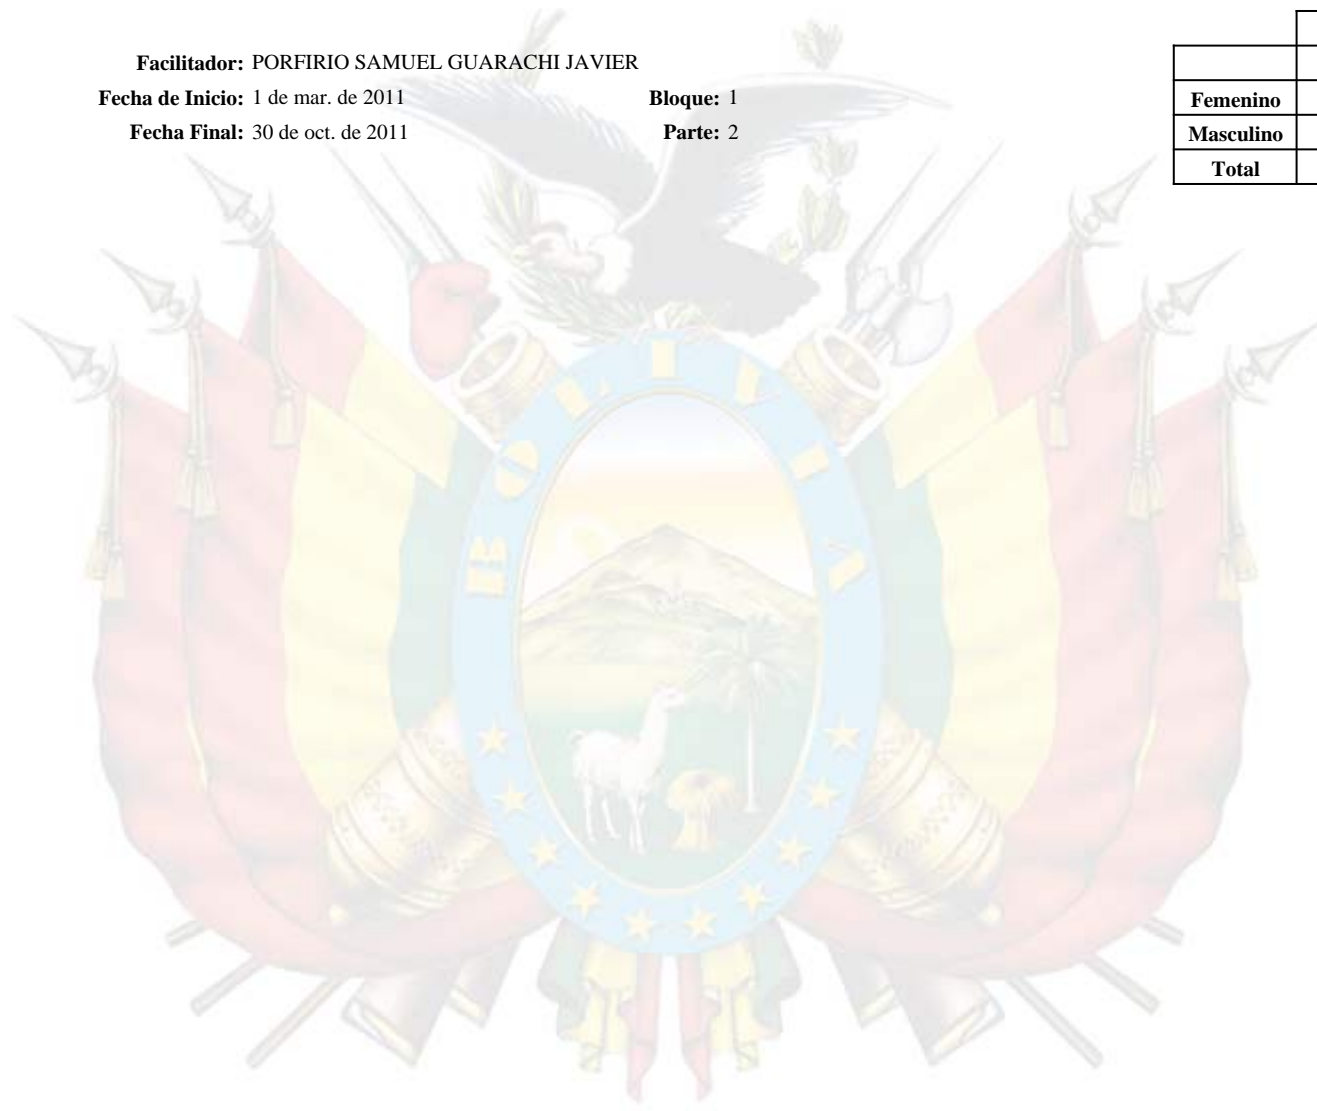 Facilitador: PORFIRIO SAMUEL GUARACHI JAVIER
Fecha de Inicio: 1 de mar. de 2011 Bloque: 1
Fecha Final: 30 de oct. de 2011 Parte: 2
Femenino
Masculino
Total
BOLIVIA